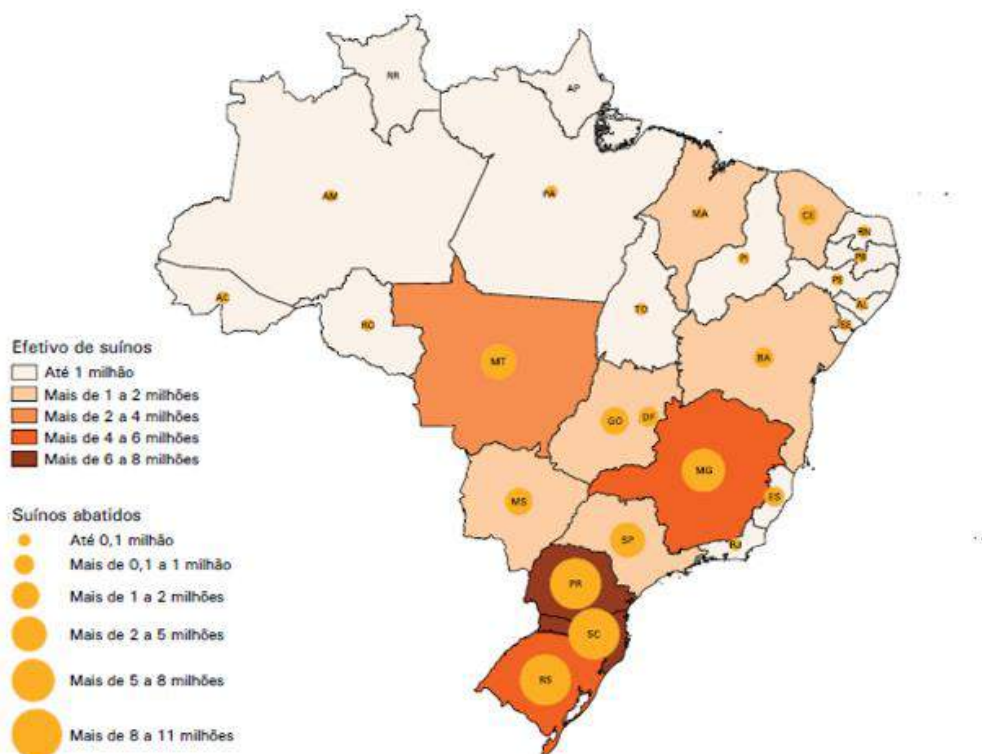 NR
AP
AM
PA
MA
CE
RN
PB
PI
PE
AL
SE
AC
RO
TO
BA
MT
GO
DF
MG
ES
MS
SP
RJ
PR
SC
RS
Efetivo de suínos
Até 1 milhão
Mais de 1 a 2 milhões
Mais de 2 a 4 milhões
Mais de 4 a 6 milhões
Mais de 6 a 8 milhões
Suínos abatidos
Até 0,1 milhão
Mais de 0,1 a 1 milhão
Mais de 1 a 2 milhões
Mais de 2 a 5 milhões
Mais de 5 a 8 milhões
Mais de 8 a 11 milhões